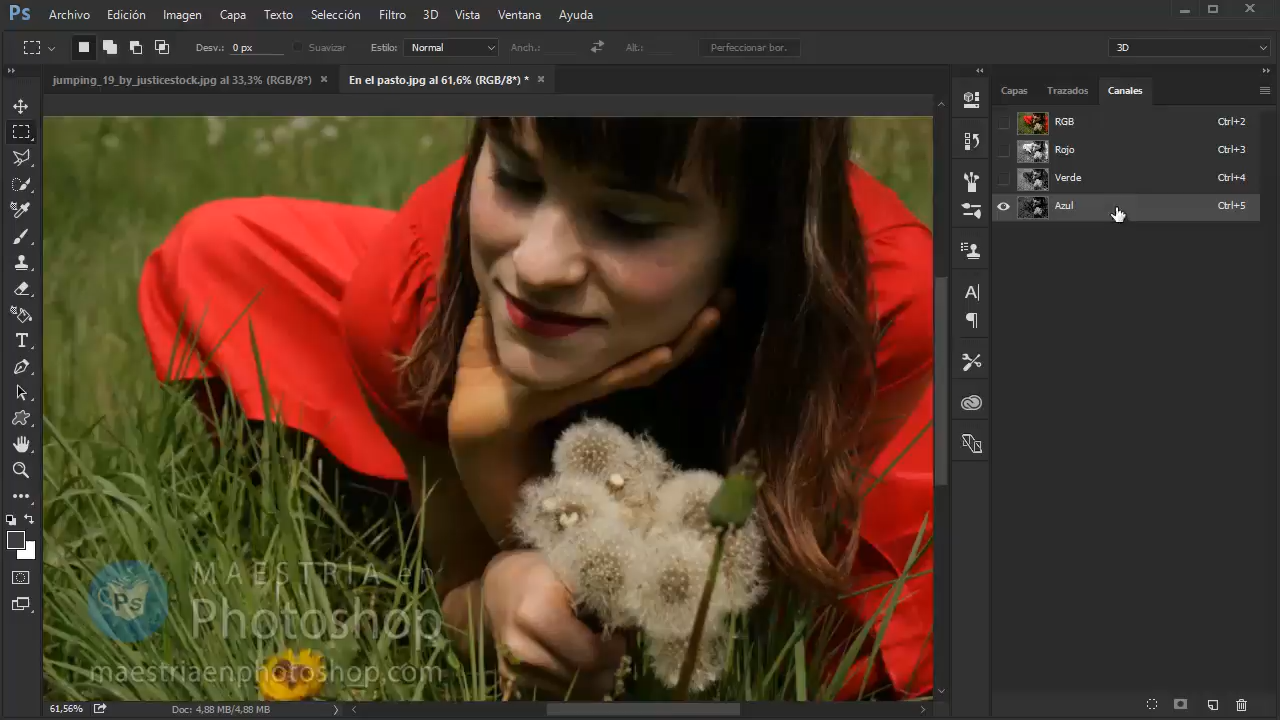 Ps Archivo Edición Imagen Capa Texto Selección Filtro 3D Vista Ventana Ayuda
Desv.: 0 px Suavizar Estilo: Normal Anch.: Alt.: Perfeccionar bor. 3D
jumping_19_by_justicestock.jpg al 33,3% (RGB/8*) × En el pasto.jpg al 61,6% (RGB/8*) * ×
Capas Trazados Canales
RGB Ctrl+2
Rojo Ctrl+3
Verde Ctrl+4
Azul Ctrl+5
MAESTRIA en
Ps Photoshop
maestriaenphotoshop.com
61,56% Doc: 4,88 MB/4,88 MB